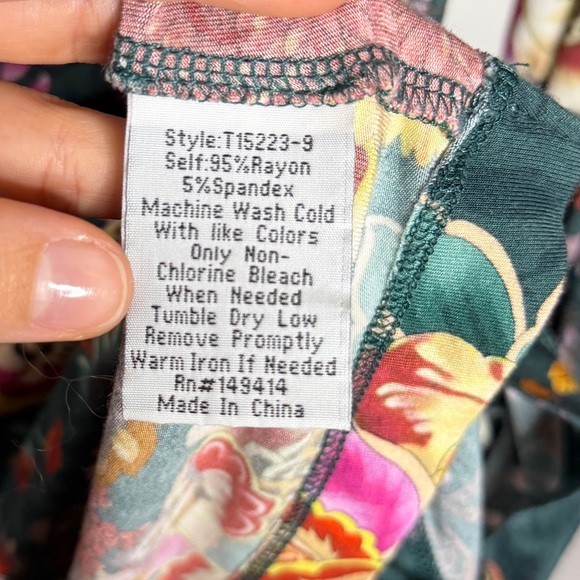 Style:T15223-9
Self:95%Rayon
5%Spandex
Machine Wash Cold
With like Colors
Only Non-
Chlorine Bleach
When Needed
Tumble Dry Low
Remove Promptly
Warm Iron If Needed
Rn#149414
Made In China